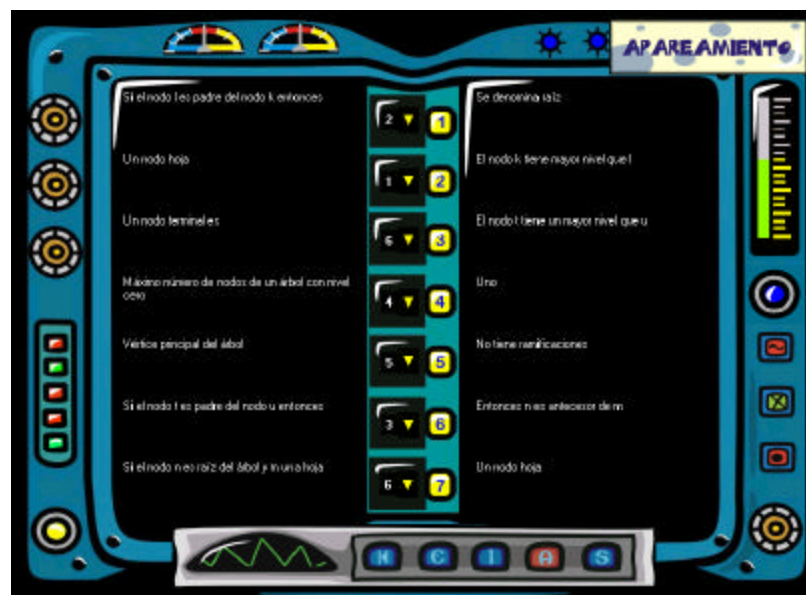 APAREAMIENTO
Si el nodo l es padre del nodo k entonces
2
1
Se denomina raíz
Un nodo hoja
1
2
El nodo k tiene mayor nivel que l
Un nodo terminal es
6
3
El nodo t tiene un mayor nivel que u
Máximo número de nodos de un árbol con nivel
cero
4
4
Uno
Vértice principal del árbol
5
5
No tiene ramificaciones
Si el nodo t es padre del nodo u entonces
3
6
Entonces n es antecesor de m
Si el nodo n es raíz del árbol y m una hoja
6
7
Un nodo hoja
K C I A S